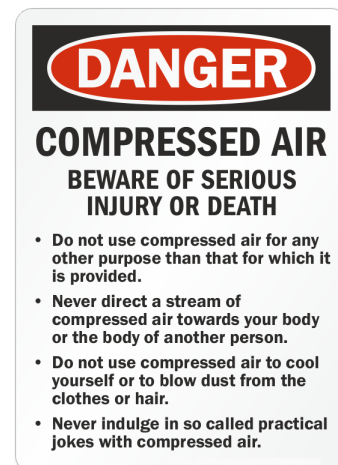 DANGER
COMPRESSED AIR
BEWARE OF SERIOUS
INJURY OR DEATH
• Do not use compressed air for any
other purpose than that for which it
is provided.
• Never direct a stream of
compressed air towards your body
or the body of another person.
• Do not use compressed air to cool
yourself or to blow dust from the
clothes or hair.
• Never indulge in so called practical
jokes with compressed air.